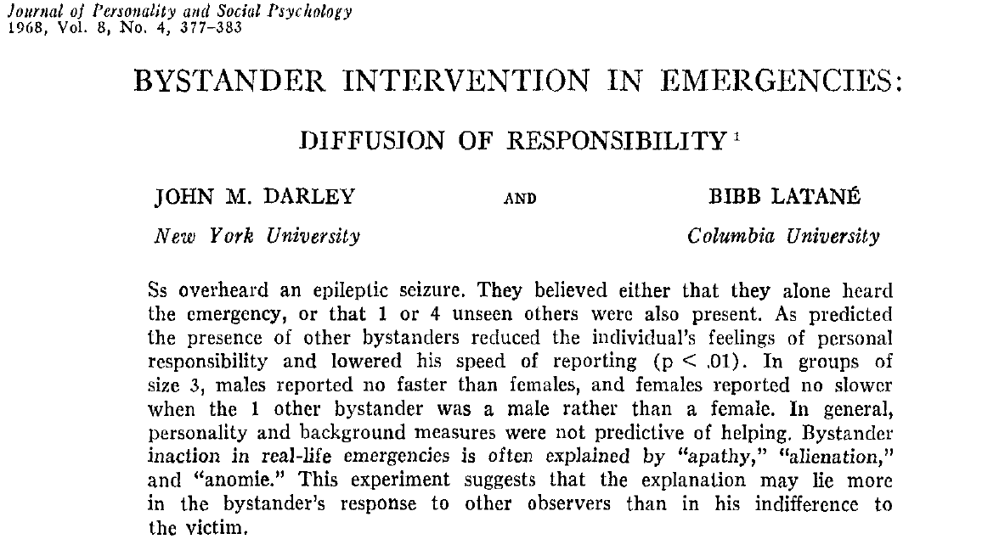 Journal of Personality and Social Psychology
1968, Vol. 8, No. 4, 377–383
BYSTANDER INTERVENTION IN EMERGENCIES:
DIFFUSION OF RESPONSIBILITY 1
JOHN M. DARLEY AND BIBB LATANÉ
New York University Columbia University
Ss overheard an epileptic seizure. They believed either that they alone heard
the emergency, or that 1 or 4 unseen others were also present. As predicted
the presence of other bystanders reduced the individual's feelings of personal
responsibility and lowered his speed of reporting (p < .01). In groups of
size 3, males reported no faster than females, and females reported no slower
when the 1 other bystander was a male rather than a female. In general,
personality and background measures were not predictive of helping. Bystander
inaction in real-life emergencies is often explained by “apathy,” “alienation,”
and “anomie.” This experiment suggests that the explanation may lie more
in the bystander's response to other observers than in his indifference to
the victim.